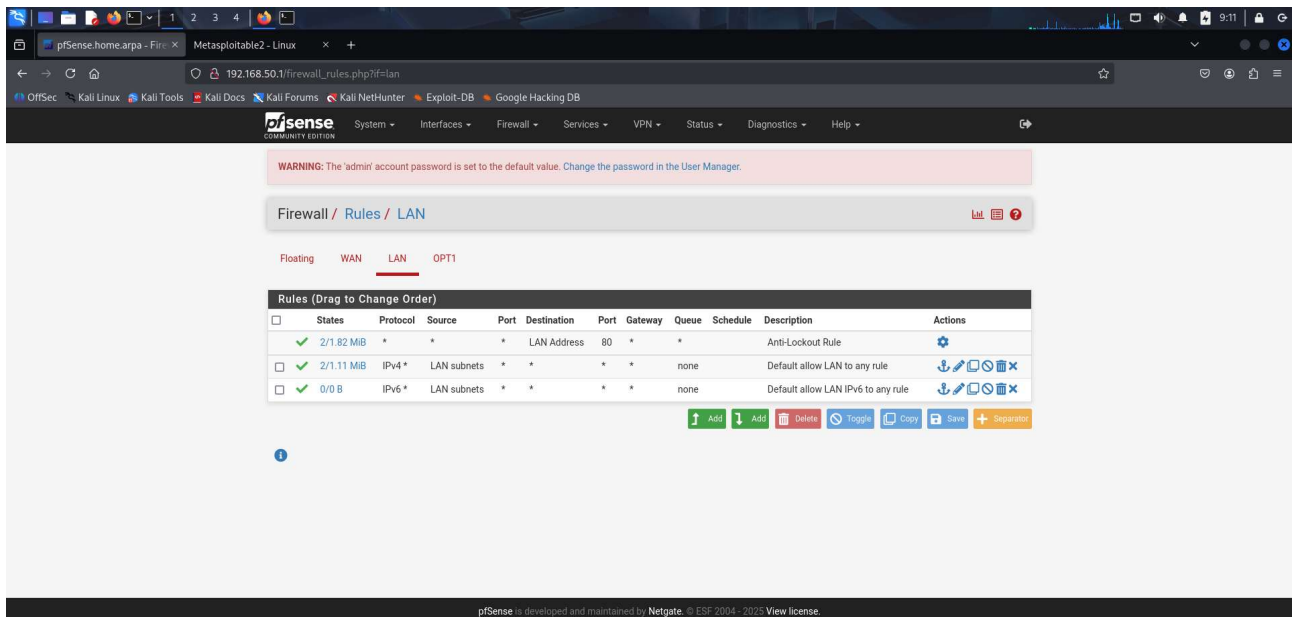 1 2 3 4 9:11
pfSense.home.arpa - Fire Metasploitable2 - Linux
192.168.50.1/firewall_rules.php?if=lan
OffSec Kali Linux Kali Tools Kali Docs Kali Forums Kali NetHunter Exploit-DB Google Hacking DB
pfsense System Interfaces Firewall Services VPN Status Diagnostics Help
COMMUNITY EDITION
WARNING: The 'admin' account password is set to the default value. Change the password in the User Manager.
Firewall / Rules / LAN
Floating WAN LAN OPT1
Rules (Drag to Change Order)
States Protocol Source Port Destination Port Gateway Queue Schedule Description Actions
2/1.82 MiB * * * LAN Address 80 * * Anti-Lockout Rule
2/1.11 MiB IPv4 * LAN subnets * * * * none Default allow LAN to any rule
0/0 B IPv6 * LAN subnets * * * * none Default allow LAN IPv6 to any rule
Add Add Delete Toggle Copy Save Separator
pfSense is developed and maintained by Netgate. © ESF 2004 - 2025 View license.